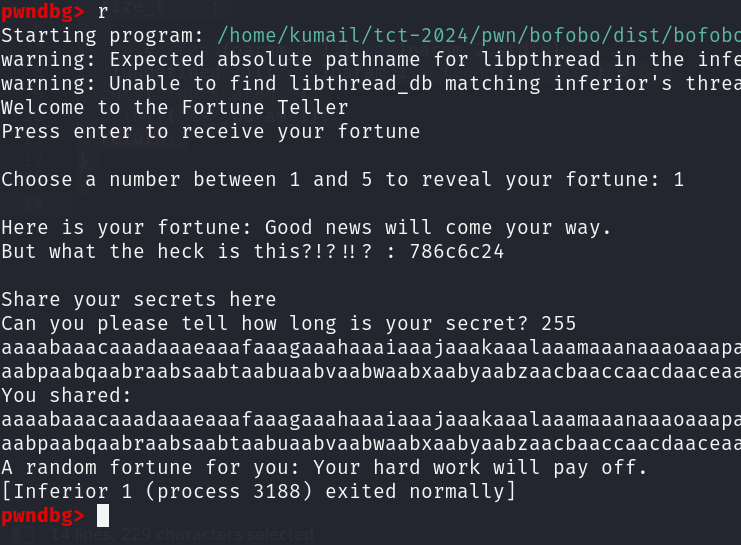 pwndbg> r
Starting program: /home/kumail/tct-2024/pwn/bofobo/dist/bofobo
warning: Expected absolute pathname for libpthread in the infe
warning: Unable to find libthread_db matching inferior's threa
Welcome to the Fortune Teller
Press enter to receive your fortune
Choose a number between 1 and 5 to reveal your fortune: 1
Here is your fortune: Good news will come your way.
But what the heck is this?!?!!? : 786c6c24
Share your secrets here
Can you please tell how long is your secret? 255
aaaabaaacaaadaaaeaaafaaagaaahaaaiaaajaaakaaalaaamaaanaaaoaaapa
aabpaabqaabraabsaabtaabuaabvaabwaabxaabyaabzaacbaaccaacdaaceaa
You shared:
aaaabaaacaaadaaaeaaafaaagaaahaaaiaaajaaakaaalaaamaaanaaaoaaapa
aabpaabqaabraabsaabtaabuaabvaabwaabxaabyaabzaacbaaccaacdaaceaa
A random fortune for you: Your hard work will pay off.
[Inferior 1 (process 3188) exited normally]
pwndbg>
14 lines, 229 characters selected